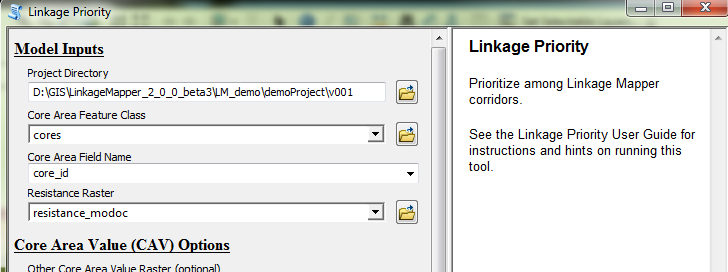 Linkage Priority
Model Inputs
Project Directory
D:\GIS\LinkageMapper_2_0_0_beta3\LM_demo\demoProject\v001
Core Area Feature Class
cores
Core Area Field Name
core_id
Resistance Raster
resistance_modoc
Core Area Value (CAV) Options
Other Core Area Value Raster (optional)
Linkage Priority
Prioritize among Linkage Mapper
corridors.
See the Linkage Priority User Guide for
instructions and hints on running this
tool.